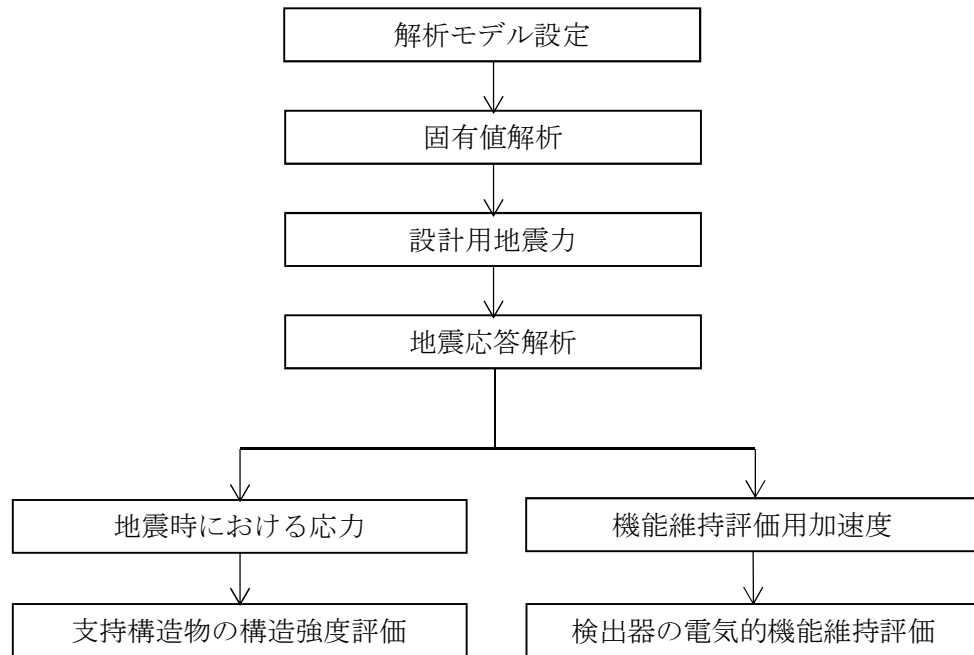 解析モデル設定
固有値解析
設計用地震力
地震応答解析
地震時における応力
機能維持評価用加速度
支持構造物の構造強度評価
検出器の電気的機能維持評価